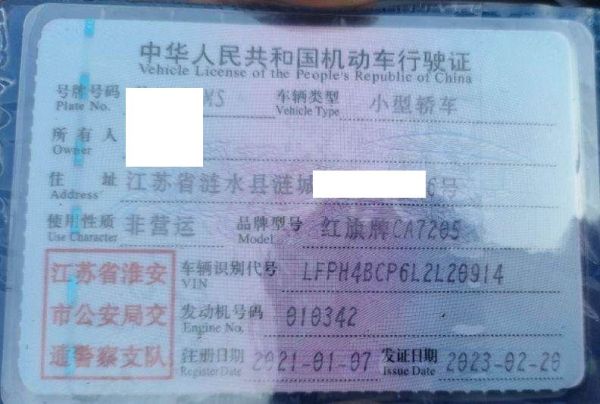 中华人民共和国机动车行驶证
Vehicle License of the People's Republic of China
号牌号码 MS 车辆类型 小型轿车
Plate No. Vehicle Type
所有人
Owner
住 址 江苏省涟水县涟城 6号
Address
使用性质 非营运 品牌型号 红旗牌CA7205
Use Character Model
江苏省淮安 车辆识别代号 LFPH4BCP6L2L20914
VIN
市公安局交 发动机号码 010342
Engine No.
通警察支队 注册日期 2021-01-07 发证日期 2023-02-20
Register Date Issue Date